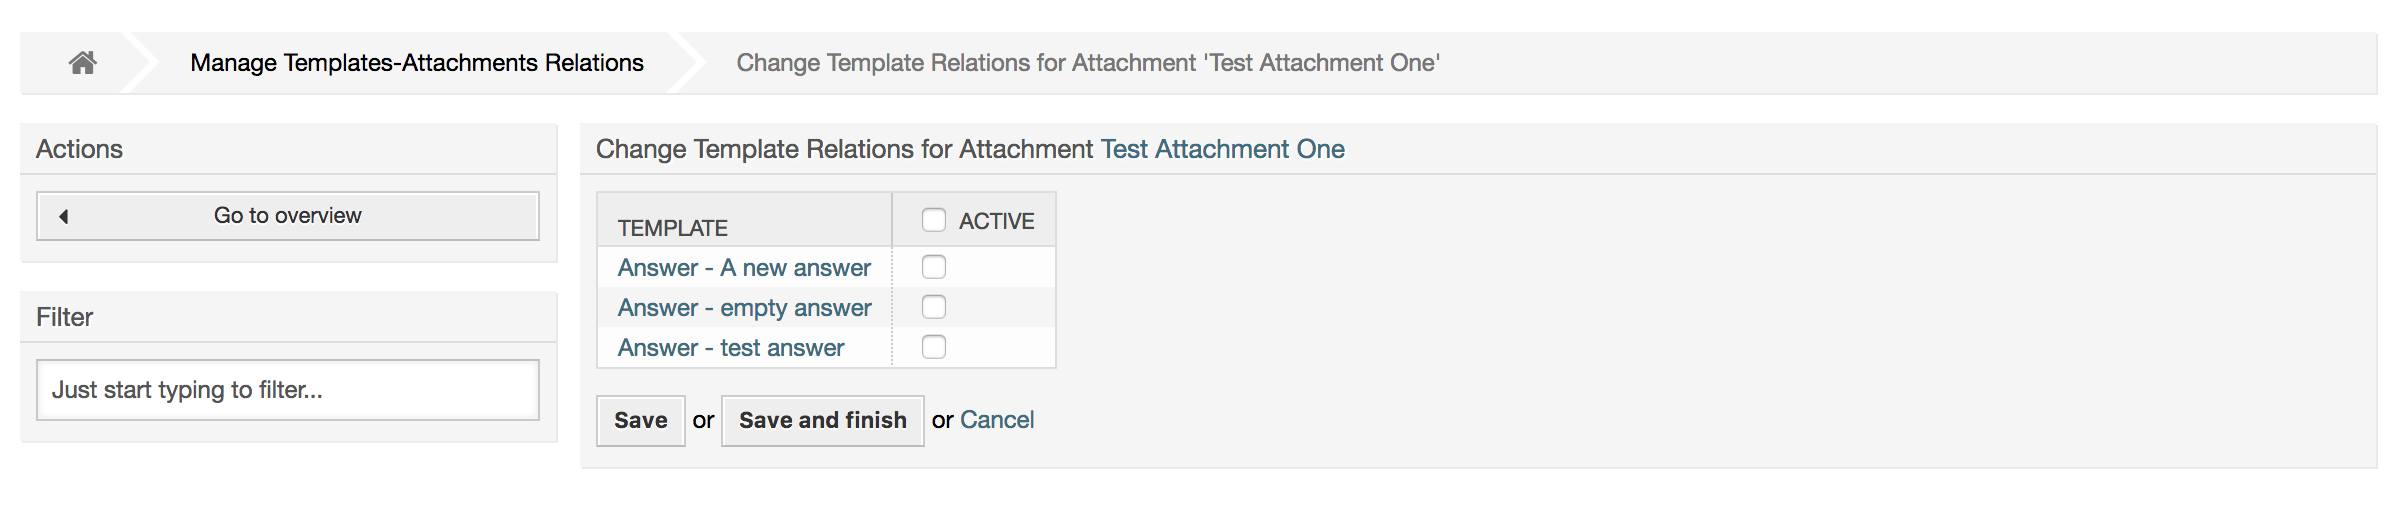 Manage Templates-Attachments Relations
Change Template Relations for Attachment 'Test Attachment One'
Actions
Go to overview
Filter
Just start typing to filter...
Change Template Relations for Attachment Test Attachment One
TEMPLATE ACTIVE
Answer - A new answer
Answer - empty answer
Answer - test answer
Save or Save and finish or Cancel